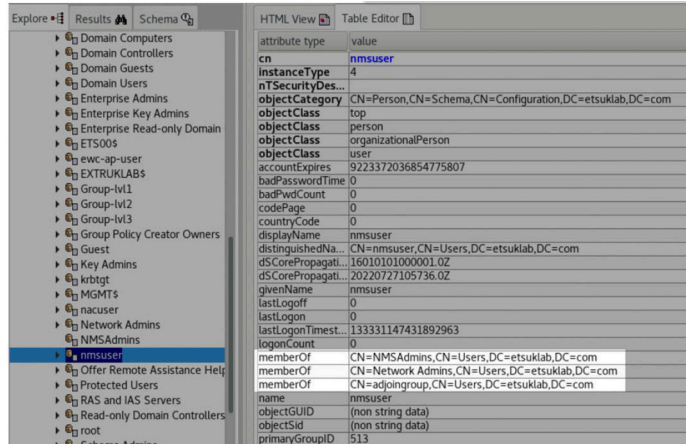 Explore Results Schema
Domain Computers
Domain Controllers
Domain Guests
Domain Users
Enterprise Admins
Enterprise Key Admins
Enterprise Read-only Domain
ETS00$
ewc-ap-user
EXTRUKLAB$
Group-lvl1
Group-lvl2
Group-lvl3
Group Policy Creator Owners
Guest
Key Admins
krbtgt
MGMT$
nacuser
Network Admins
NMSAdmins
nmsuser
Offer Remote Assistance Help
Protected Users
RAS and IAS Servers
Read-only Domain Controllers
root
Schema Admins
HTML View Table Editor
attribute type value
cn nmsuser
instanceType 4
nTSecurityDes...
objectCategory CN=Person,CN=Schema,CN=Configuration,DC=etsuklab,DC=com
objectClass top
objectClass person
objectClass organizationalPerson
objectClass user
accountExpires 9223372036854775807
badPasswordTime 0
badPwdCount 0
codePage 0
countryCode 0
displayName nmsuser
distinguishedNa... CN=nmsuser,CN=Users,DC=etsuklab,DC=com
dSCorePropagati... 16010101000001.0Z
dSCorePropagati... 20220727105736.0Z
givenName nmsuser
lastLogoff 0
lastLogon 0
lastLogonTimest... 133331147431892963
logonCount 0
memberOf CN=NMSAdmins,CN=Users,DC=etsuklab,DC=com
memberOf CN=Network Admins,CN=Users,DC=etsuklab,DC=com
memberOf CN=adjoingroup,CN=Users,DC=etsuklab,DC=com
name nmsuser
objectGUID (non string data)
objectSid (non string data)
primaryGroupID 513